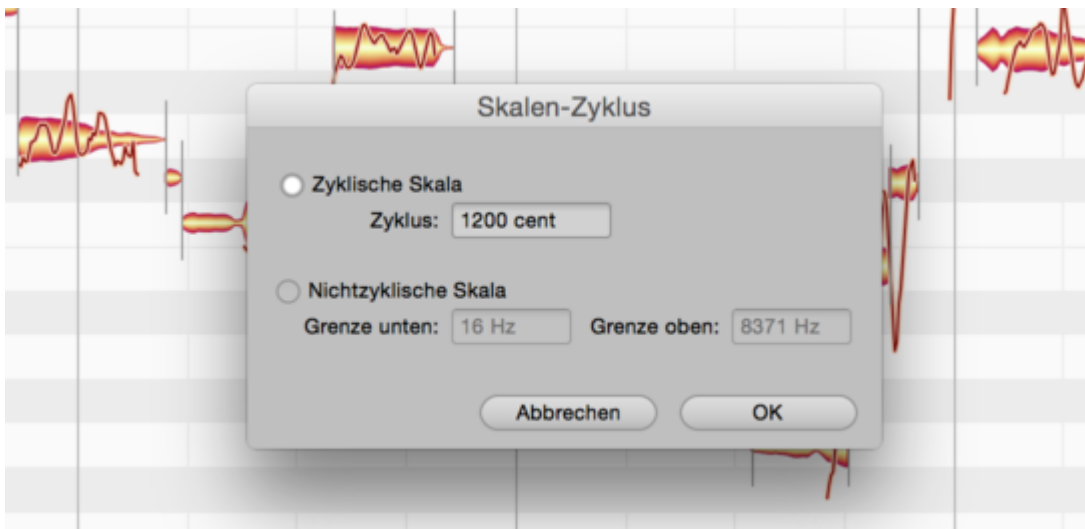 Skalen-Zyklus
Zyklische Skala
Zyklus: 1200 cent
Nichtzyklische Skala
Grenze unten: 16 Hz Grenze oben: 8371 Hz
Abbrechen OK